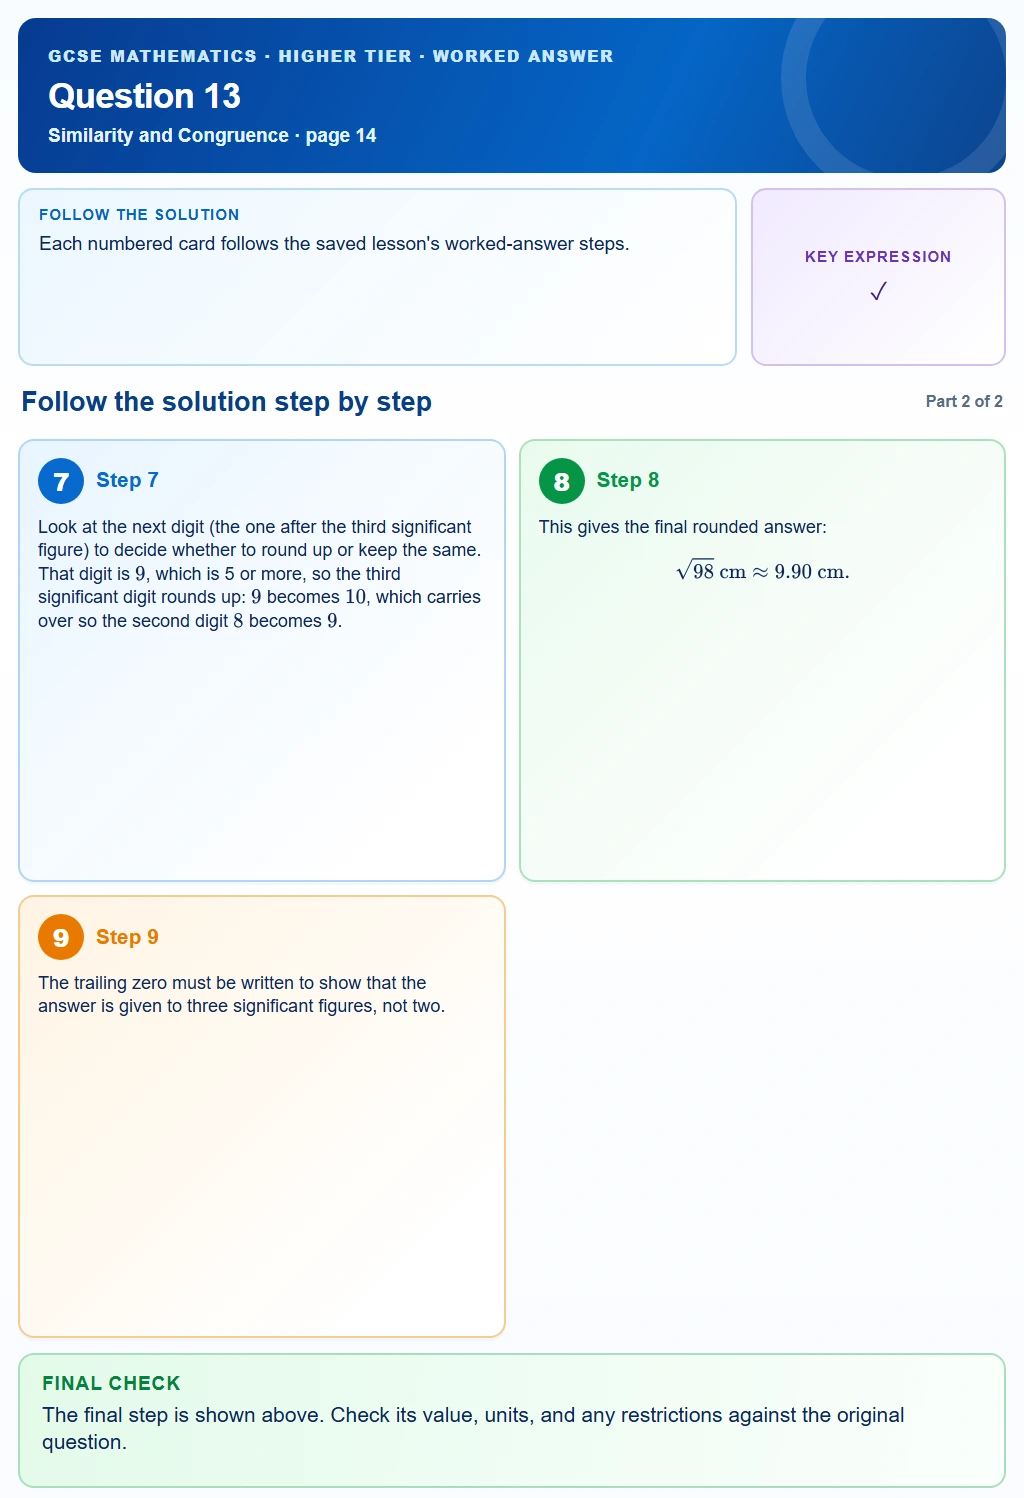 GCSE MATHEMATICS · HIGHER TIER · WORKED ANSWER
Question 13
Similarity and Congruence · page 14
FOLLOW THE SOLUTION
Each numbered card follows the saved lesson's worked-answer steps.
KEY EXPRESSION
✓
Follow the solution step by step
Part 2 of 2
7 Step 7
Look at the next digit (the one after the third significant
figure) to decide whether to round up or keep the same.
That digit is 9, which is 5 or more, so the third
significant digit rounds up: 9 becomes 10, which carries
over so the second digit 8 becomes 9.
8 Step 8
This gives the final rounded answer:
√98 cm ≈ 9.90 cm.
9 Step 9
The trailing zero must be written to show that the
answer is given to three significant figures, not two.
FINAL CHECK
The final step is shown above. Check its value, units, and any restrictions against the original
question.